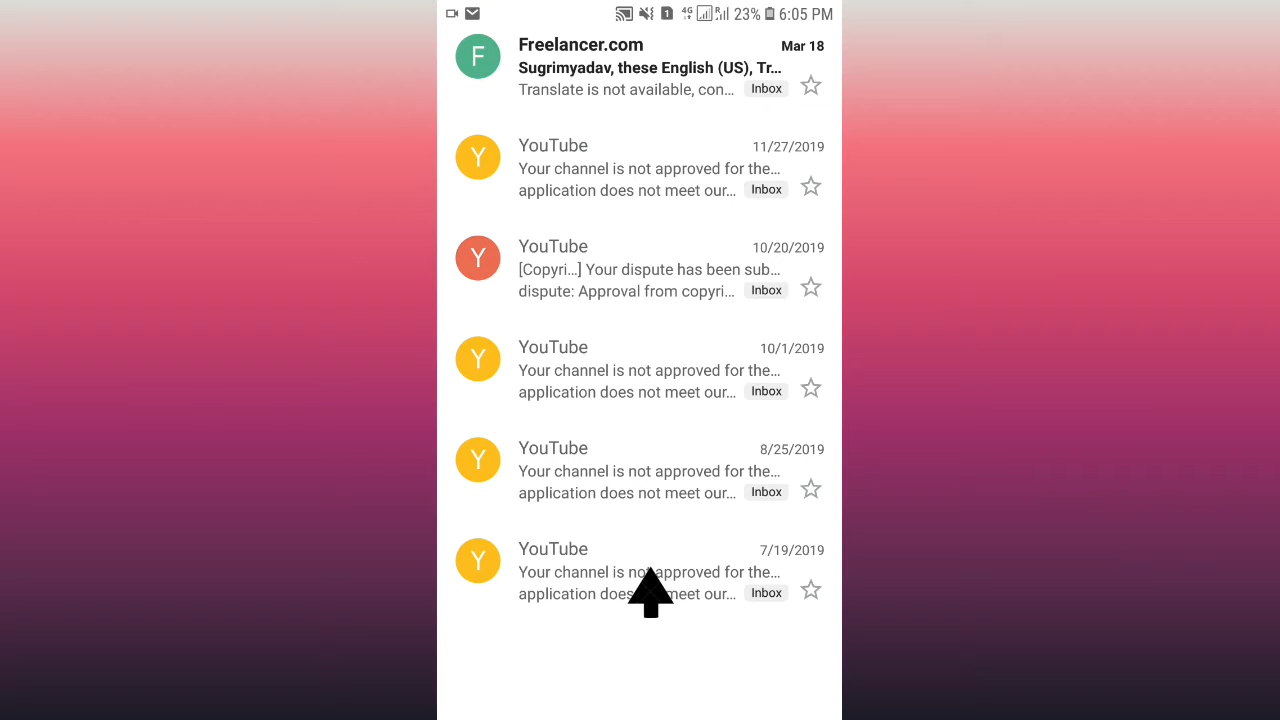 1 4G R 23% 6:05 PM
F Freelancer.com Mar 18
Sugrimyadav, these English (US), Tr...
Translate is not available, con... Inbox
Y YouTube 11/27/2019
Your channel is not approved for the...
application does not meet our... Inbox
Y YouTube 10/20/2019
[Copyri...] Your dispute has been sub...
dispute: Approval from copyri... Inbox
Y YouTube 10/1/2019
Your channel is not approved for the...
application does not meet our... Inbox
Y YouTube 8/25/2019
Your channel is not approved for the...
application does not meet our... Inbox
Y YouTube 7/19/2019
Your channel is not approved for the...
application does meet our... Inbox